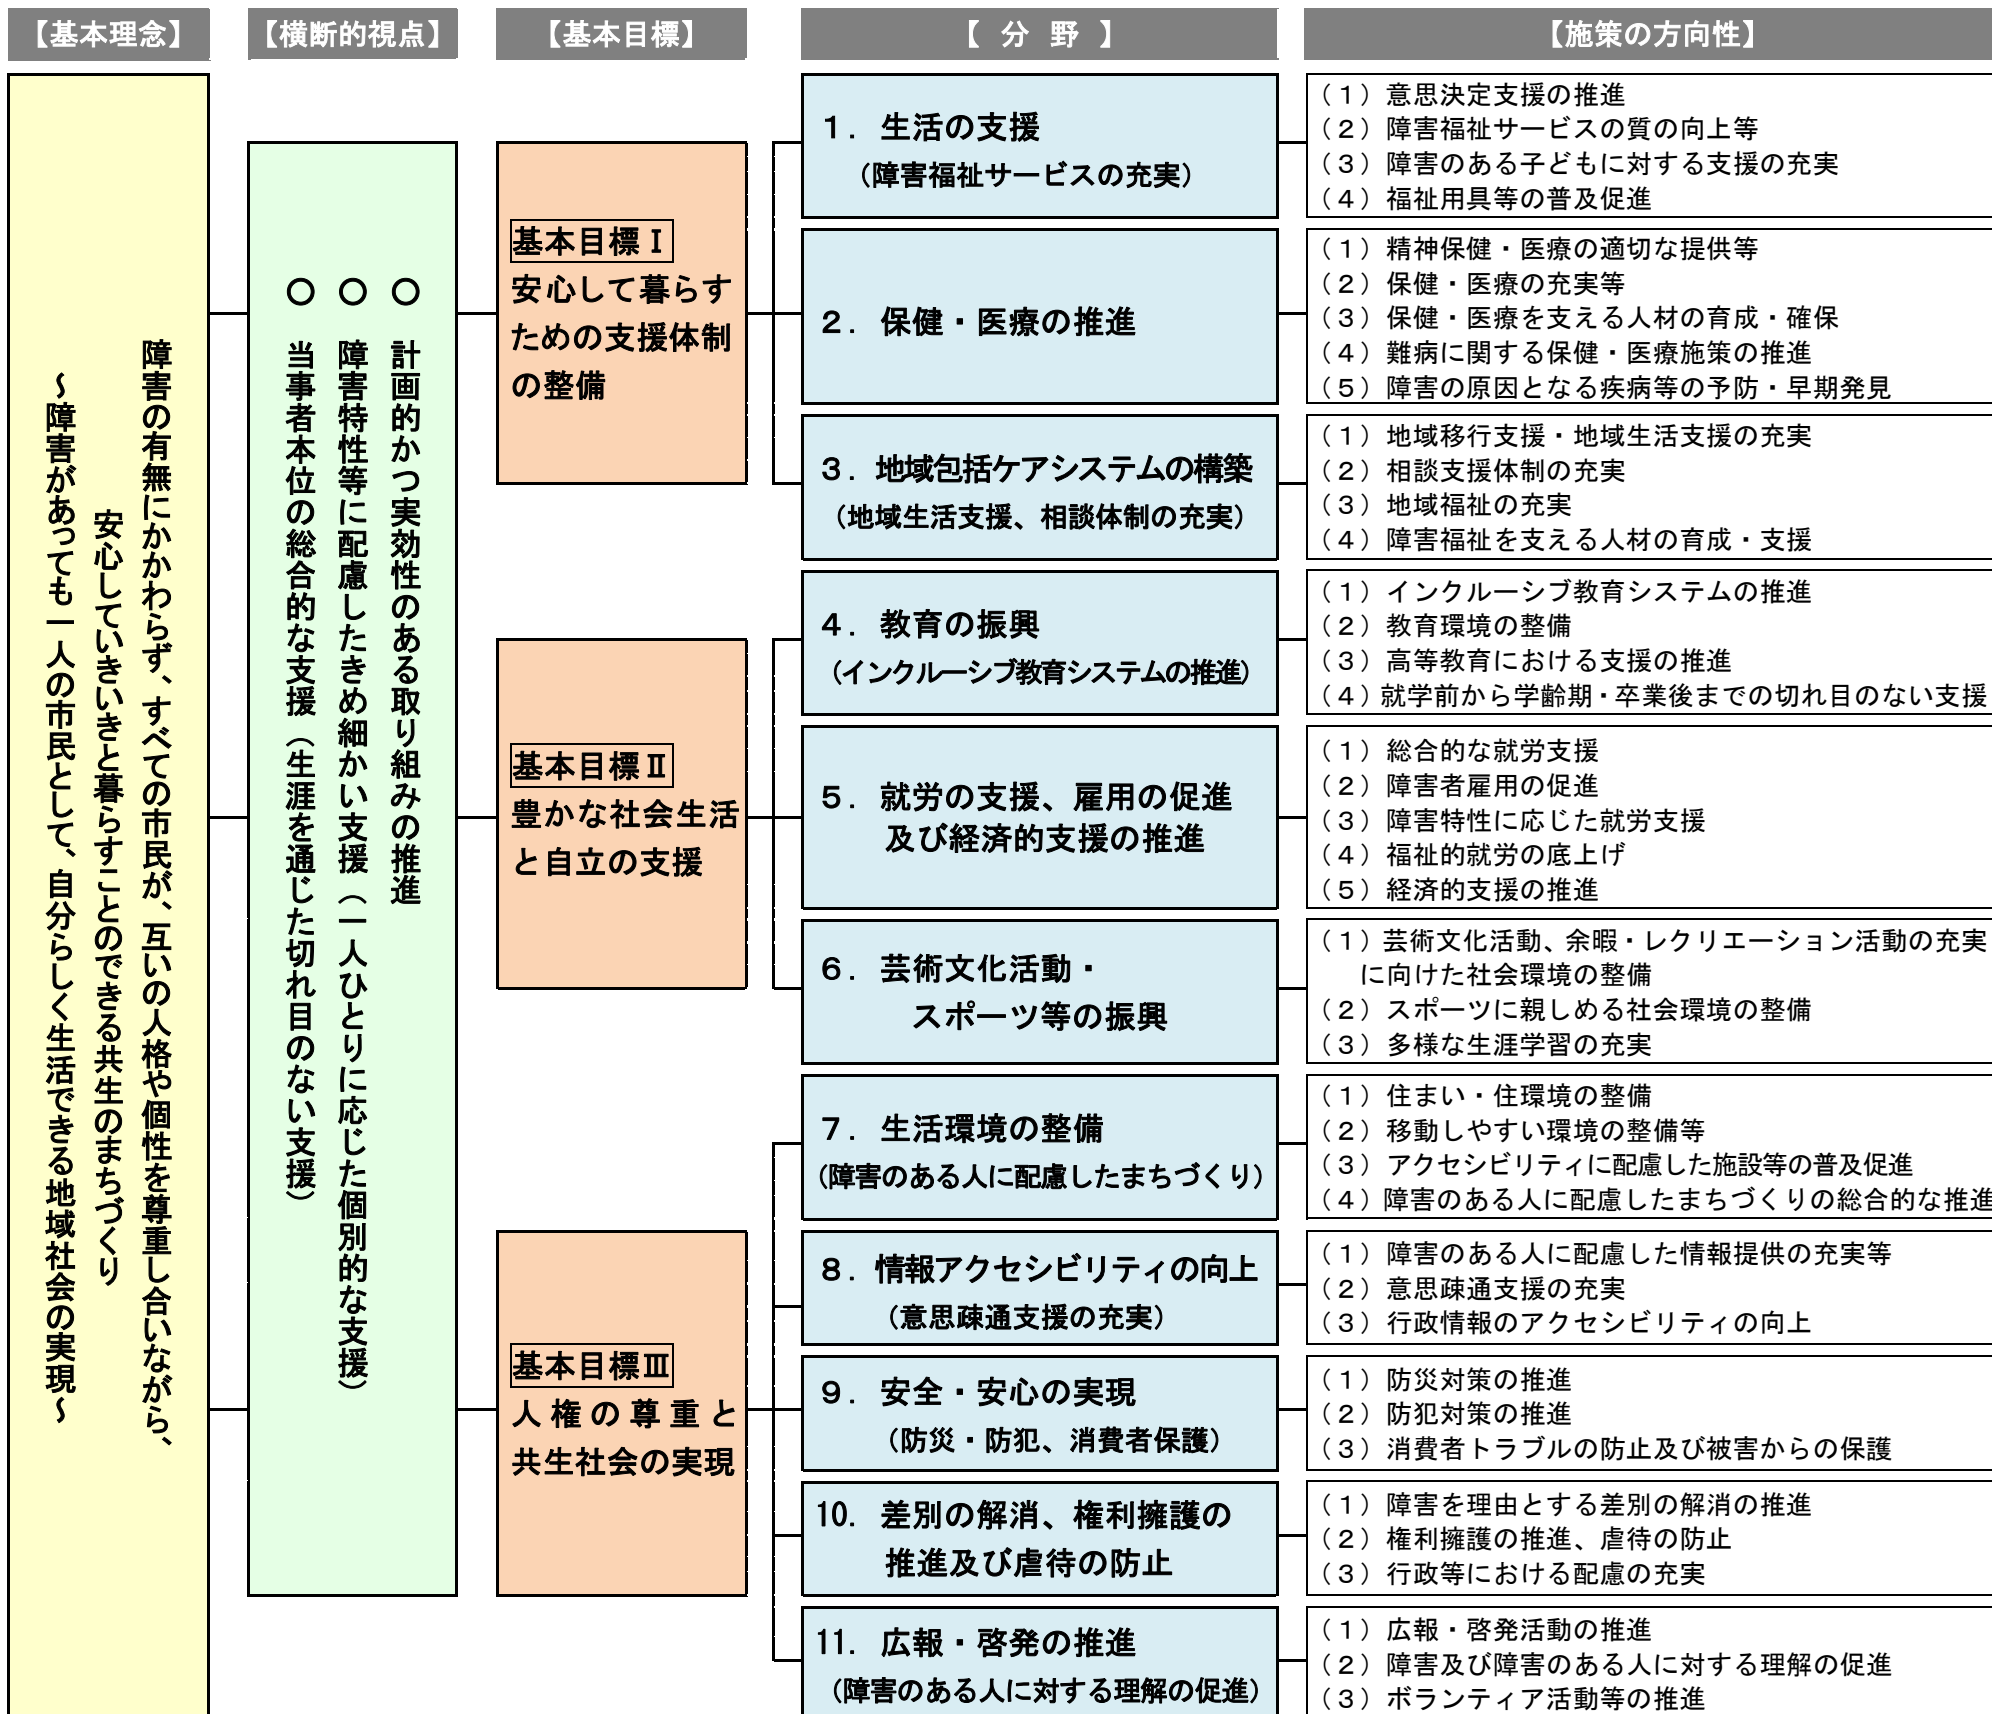 【基本理念】
【横断的視点】
【基本目標】
【 分 野 】
【施策の方向性】
障害の有無にかかわらず、すべての市民が、互いの人格や個性を尊重し合いながら、
安心していきいきと暮らすことのできる共生のまちづくり
～障害があっても一人の市民として、自分らしく生活できる地域社会の実現～
○ 計画的かつ実効性のある取り組みの推進
○ 障害特性等に配慮したきめ細かい支援（一人ひとりに応じた個別的な支援）
○ 当事者本位の総合的な支援（生涯を通じた切れ目のない支援）
基本目標Ⅰ
安心して暮らす
ための支援体制
の整備
1. 生活の支援
（障害福祉サービスの充実）
（１）意思決定支援の推進
（２）障害福祉サービスの質の向上等
（３）障害のある子どもに対する支援の充実
（４）福祉用具等の普及促進
2. 保健・医療の推進
（１）精神保健・医療の適切な提供等
（２）保健・医療の充実等
（３）保健・医療を支える人材の育成・確保
（４）難病に関する保健・医療施策の推進
（５）障害の原因となる疾病等の予防・早期発見
3. 地域包括ケアシステムの構築
（地域生活支援、相談体制の充実）
（１）地域移行支援・地域生活支援の充実
（２）相談支援体制の充実
（３）地域福祉の充実
（４）障害福祉を支える人材の育成・支援
基本目標Ⅱ
豊かな社会生活
と自立の支援
4. 教育の振興
（インクルーシブ教育システムの推進）
（１）インクルーシブ教育システムの推進
（２）教育環境の整備
（３）高等教育における支援の推進
（４）就学前から学齢期・卒業後までの切れ目のない支援
5. 就労の支援、雇用の促進
及び経済的支援の推進
（１）総合的な就労支援
（２）障害者雇用の促進
（３）障害特性に応じた就労支援
（４）福祉的就労の底上げ
（５）経済的支援の推進
6. 芸術文化活動・
スポーツ等の振興
（１）芸術文化活動、余暇・レクリエーション活動の充実
に向けた社会環境の整備
（２）スポーツに親しめる社会環境の整備
（３）多様な生涯学習の充実
基本目標Ⅲ
人権の尊重と
共生社会の実現
7. 生活環境の整備
（障害のある人に配慮したまちづくり）
（１）住まい・住環境の整備
（２）移動しやすい環境の整備等
（３）アクセシビリティに配慮した施設等の普及促進
（４）障害のある人に配慮したまちづくりの総合的な推進
8. 情報アクセシビリティの向上
（意思疎通支援の充実）
（１）障害のある人に配慮した情報提供の充実等
（２）意思疎通支援の充実
（３）行政情報のアクセシビリティの向上
9. 安全・安心の実現
（防災・防犯、消費者保護）
（１）防災対策の推進
（２）防犯対策の推進
（３）消費者トラブルの防止及び被害からの保護
10. 差別の解消、権利擁護の
推進及び虐待の防止
（１）障害を理由とする差別の解消の推進
（２）権利擁護の推進、虐待の防止
（３）行政等における配慮の充実
11. 広報・啓発の推進
（障害のある人に対する理解の促進）
（１）広報・啓発活動の推進
（２）障害及び障害のある人に対する理解の促進
（３）ボランティア活動等の推進